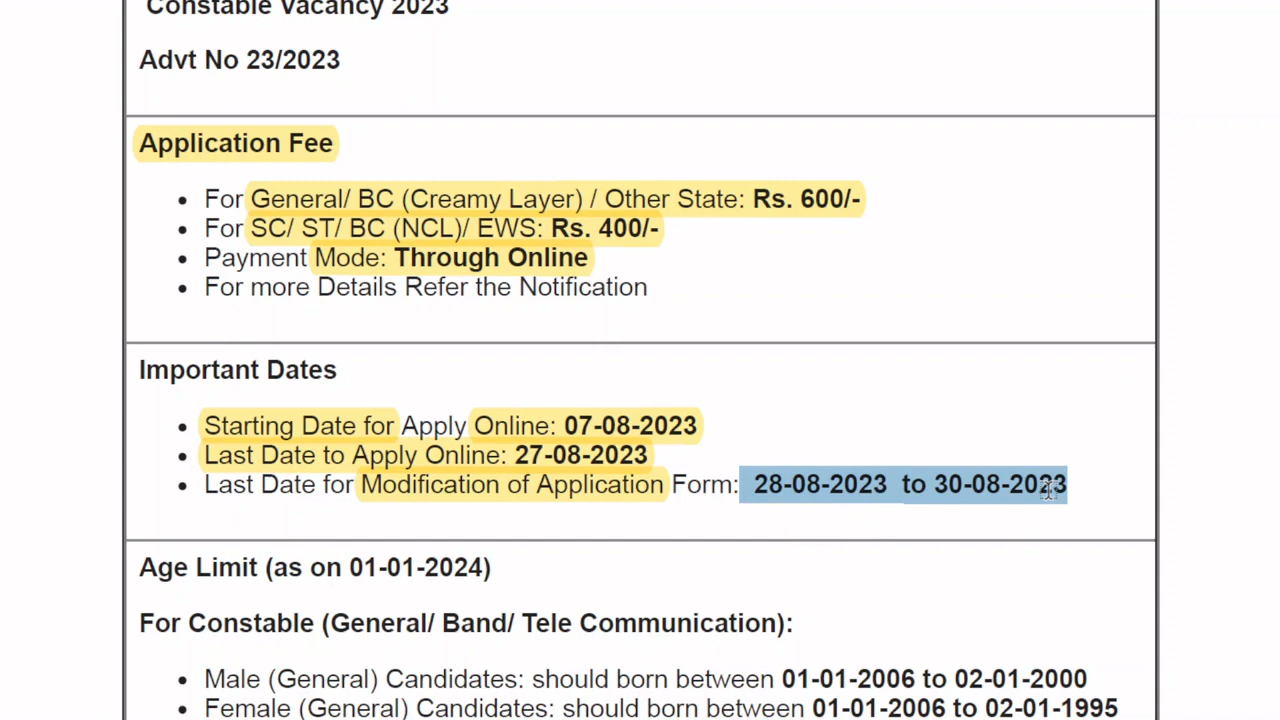 Constable Vacancy 2023
Advt No 23/2023
Application Fee
• For General/ BC (Creamy Layer) / Other State: Rs. 600/-
• For SC/ ST/ BC (NCL)/ EWS: Rs. 400/-
• Payment Mode: Through Online
• For more Details Refer the Notification
Important Dates
• Starting Date for Apply Online: 07-08-2023
• Last Date to Apply Online: 27-08-2023
• Last Date for Modification of Application Form: 28-08-2023 to 30-08-2023
Age Limit (as on 01-01-2024)
For Constable (General/ Band/ Tele Communication):
• Male (General) Candidates: should born between 01-01-2006 to 02-01-2000
• Female (General) Candidates: should born between 01-01-2006 to 02-01-1995